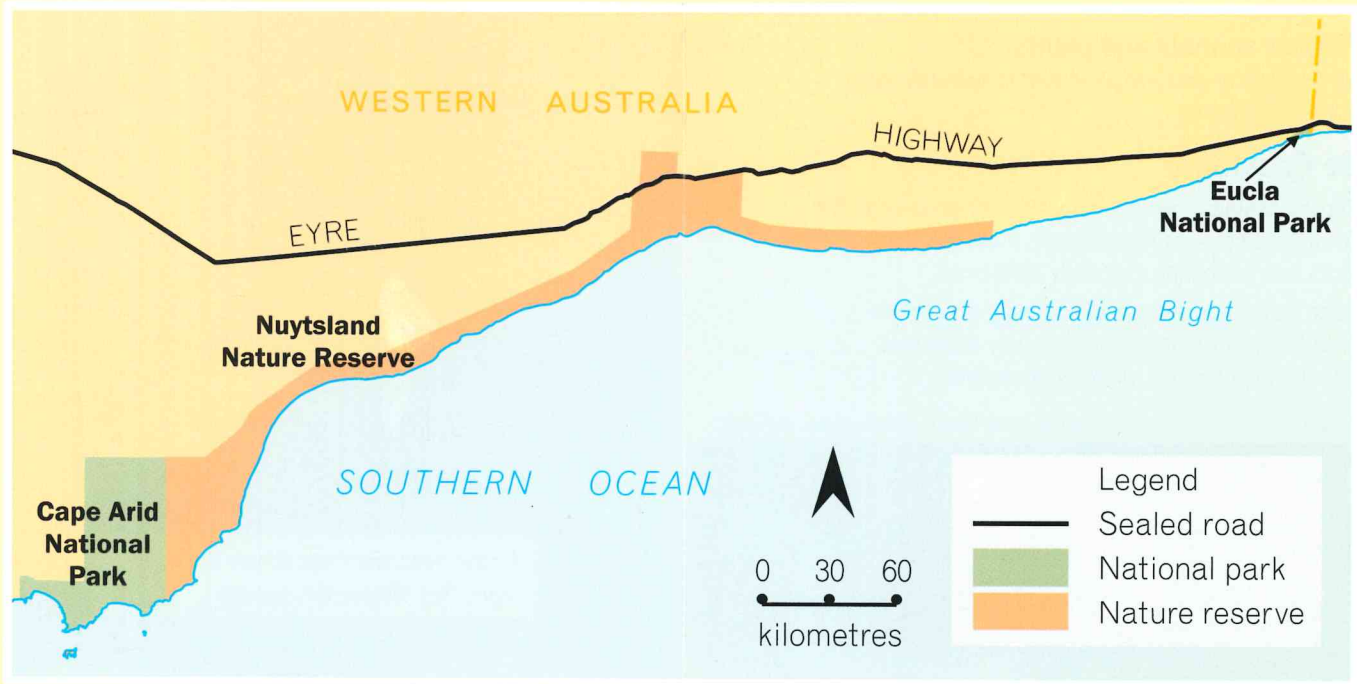 WESTERN AUSTRALIA
HIGHWAY
EYRE
Eucla
National Park
Nuytsland
Nature Reserve
Great Australian Bight
SOUTHERN OCEAN
Cape Arid
National
Park
0 30 60
kilometres
Legend
Sealed road
National park
Nature reserve